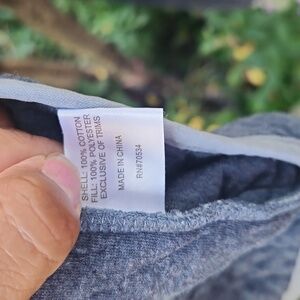 SHELL: 100% COTTON
FILL: 100% POLYESTER
EXCLUSIVE OF TRIMS
MADE IN CHINA
RN#70534